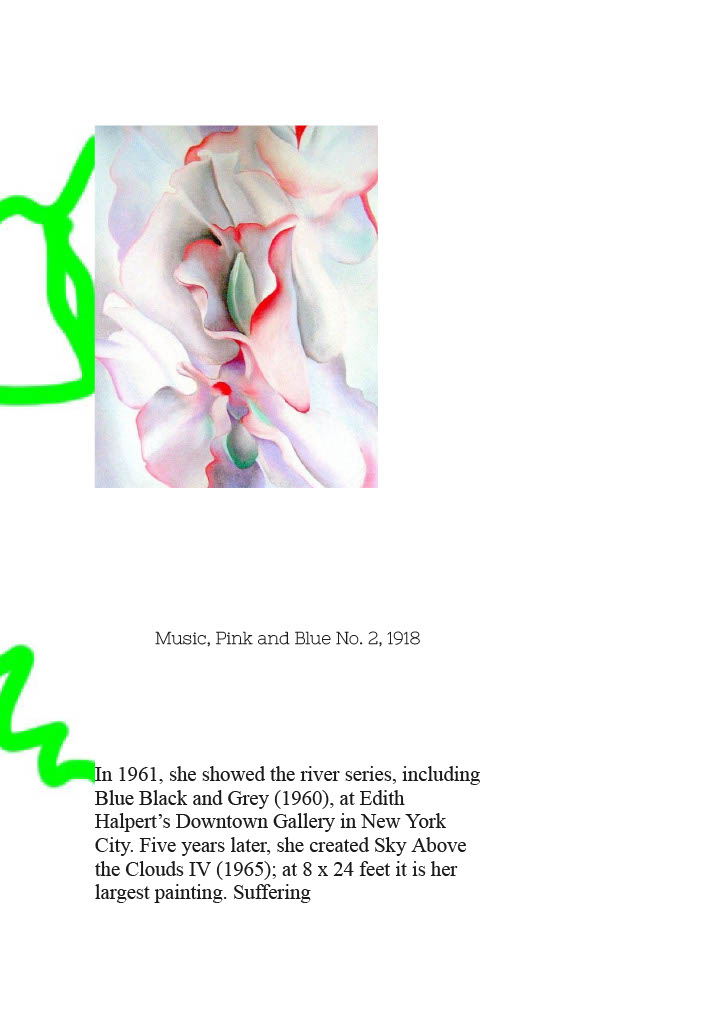 Music, Pink and Blue No. 2, 1918
In 1961, she showed the river series, including
Blue Black and Grey (1960), at Edith
Halpert’s Downtown Gallery in New York
City. Five years later, she created Sky Above
the Clouds IV (1965); at 8 x 24 feet it is her
largest painting. Suffering